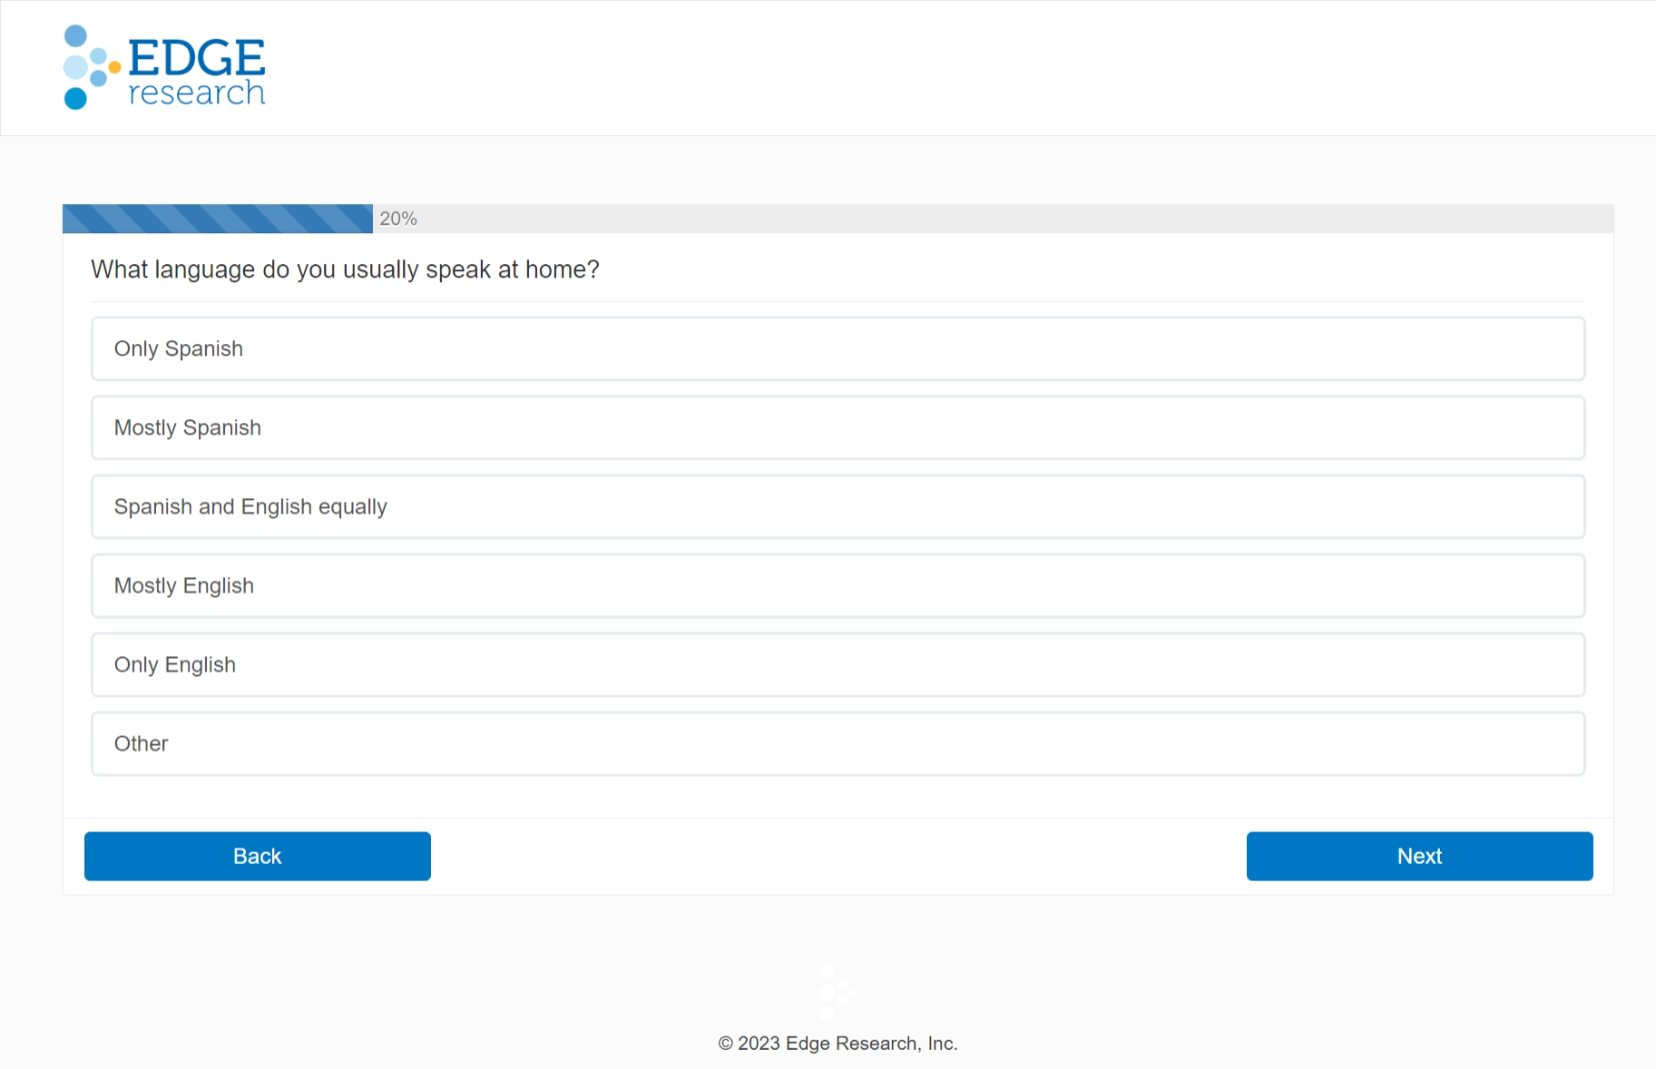 EDGE
research
20%
What language do you usually speak at home?
Only Spanish
Mostly Spanish
Spanish and English equally
Mostly English
Only English
Other
Back
Next
© 2023 Edge Research, Inc.